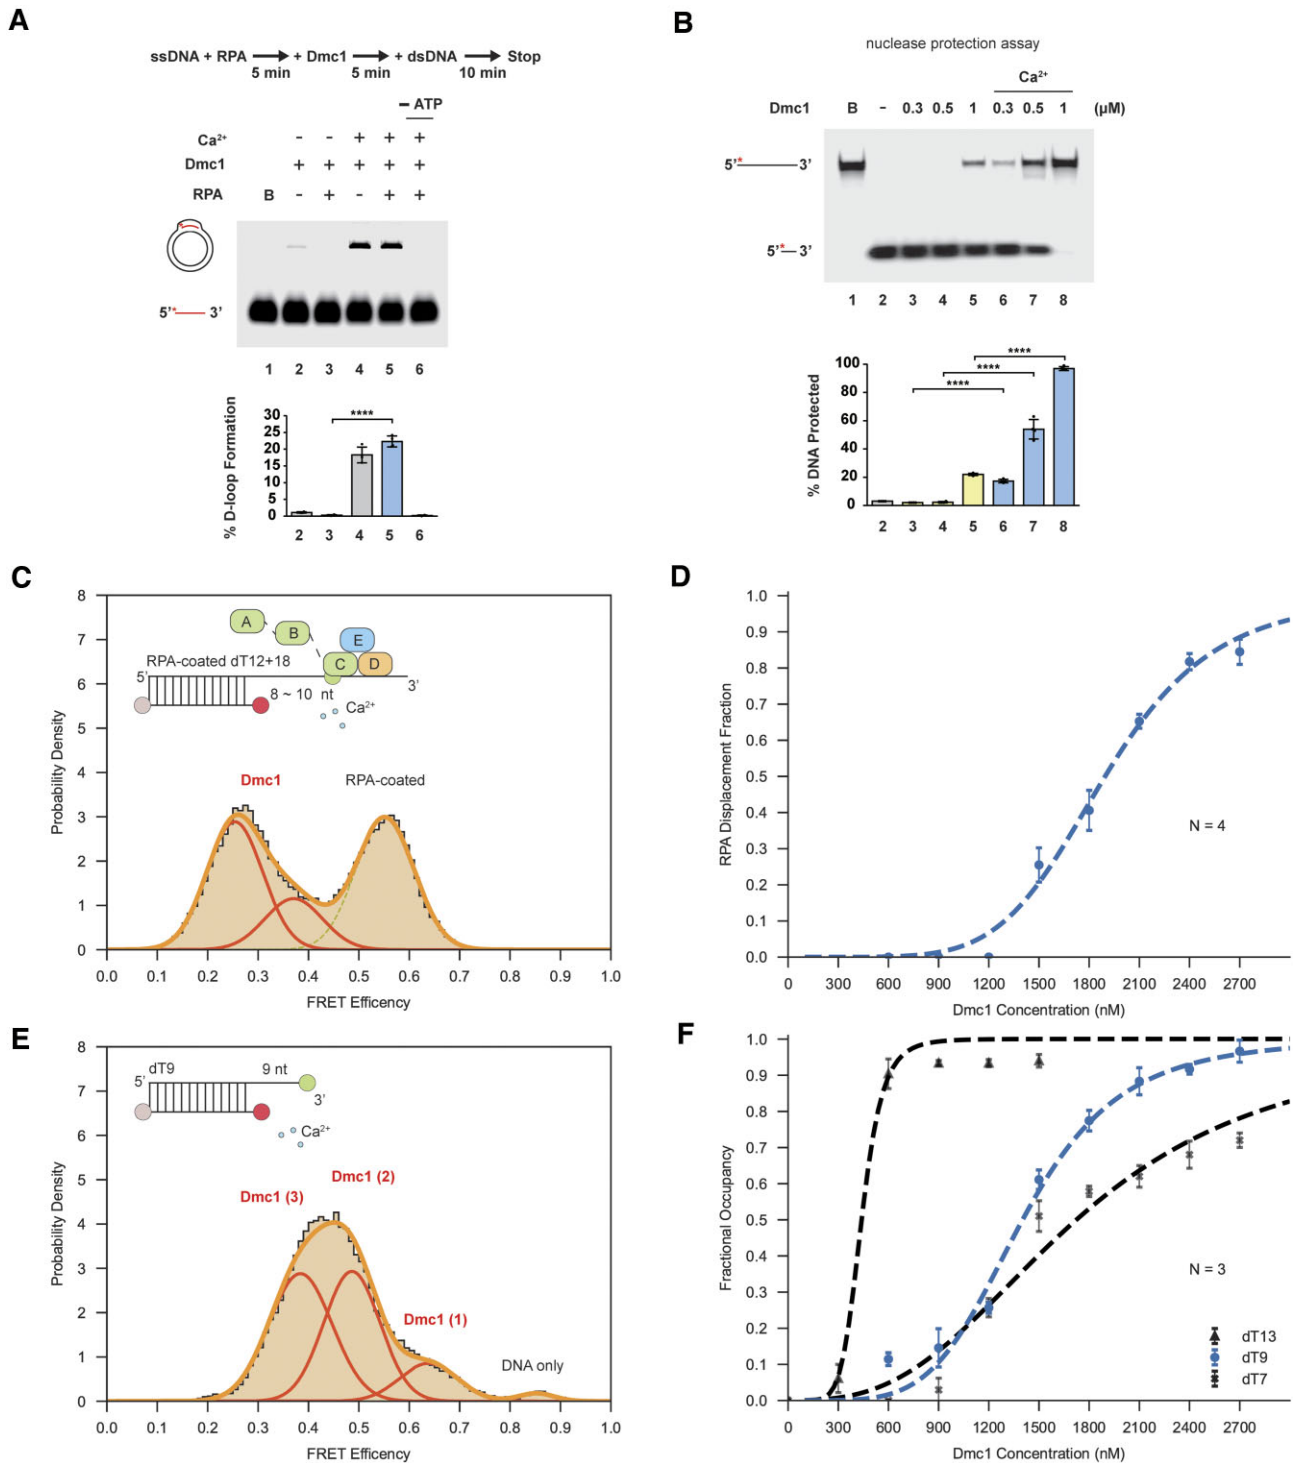 A
ssDNA + RPA + Dmc1 + dsDNA Stop
5 min 5 min 10 min
– ATP
Ca²⁺ - - + + +
Dmc1 + + + + +
RPA B - + - + +
5'* 3'
1 2 3 4 5 6
% D-loop Formation
****
30
25
20
15
10
5
0
2 3 4 5 6
B
nuclease protection assay
Ca²⁺
Dmc1 B - 0.3 0.5 1 0.3 0.5 1 (µM)
5'* 3'
5'* 3'
1 2 3 4 5 6 7 8
% DNA Protected
****
****
****
100
80
60
40
20
0
2 3 4 5 6 7 8
C
Probability Density
8
7
6
5
4
3
2
1
0
A
B
E
C
D
RPA-coated dT12+18
5'
3'
8 ~ 10 nt
Ca²⁺
Dmc1
RPA-coated
0.0 0.1 0.2 0.3 0.4 0.5 0.6 0.7 0.8 0.9 1.0
FRET Efficency
D
RPA Displacement Fraction
1.0
0.9
0.8
0.7
0.6
0.5
0.4
0.3
0.2
0.1
0.0
N = 4
0 300 600 900 1200 1500 1800 2100 2400 2700
Dmc1 Concentration (nM)
E
Probability Density
8
7
6
5
4
3
2
1
0
dT9
9 nt
5'
3'
Ca²⁺
Dmc1 (2)
Dmc1 (3)
Dmc1 (1)
DNA only
0.0 0.1 0.2 0.3 0.4 0.5 0.6 0.7 0.8 0.9 1.0
FRET Efficency
F
Fractional Occupancy
1.0
0.9
0.8
0.7
0.6
0.5
0.4
0.3
0.2
0.1
0.0
N = 3
dT13
dT9
dT7
0 300 600 900 1200 1500 1800 2100 2400 2700
Dmc1 Concentration (nM)